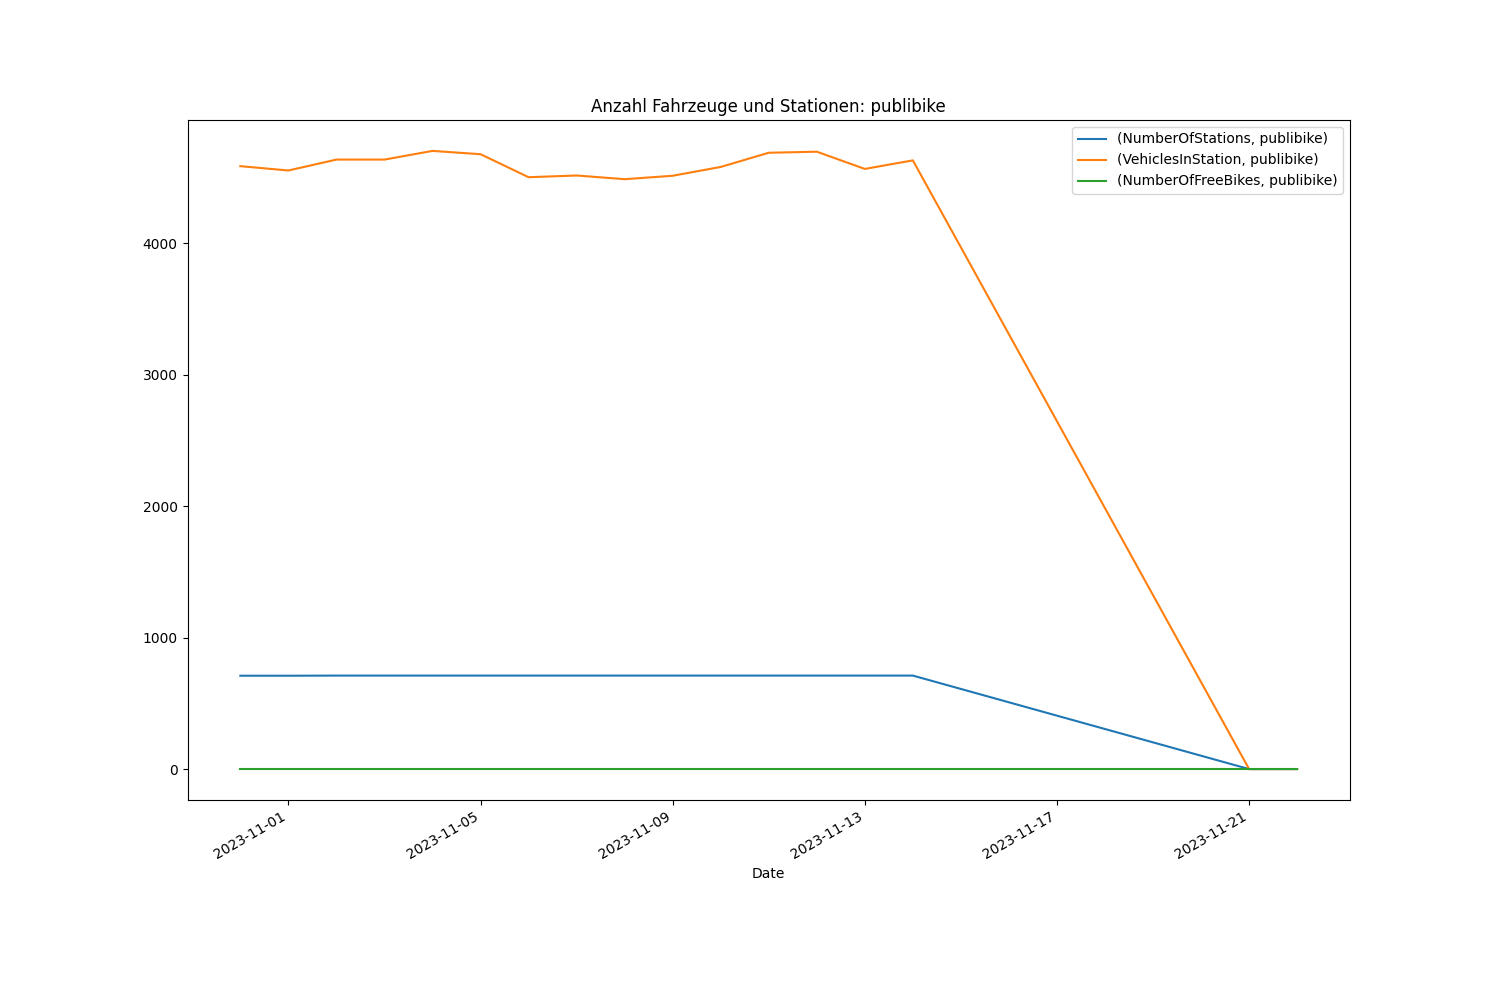 Anzahl Fahrzeuge und Stationen: publibike
(NumberOfStations, publibike)
(VehiclesInStation, publibike)
(NumberOfFreeBikes, publibike)
4000
3000
2000
1000
0
2023-11-01
2023-11-05
2023-11-09
2023-11-13
2023-11-17
2023-11-21
Date